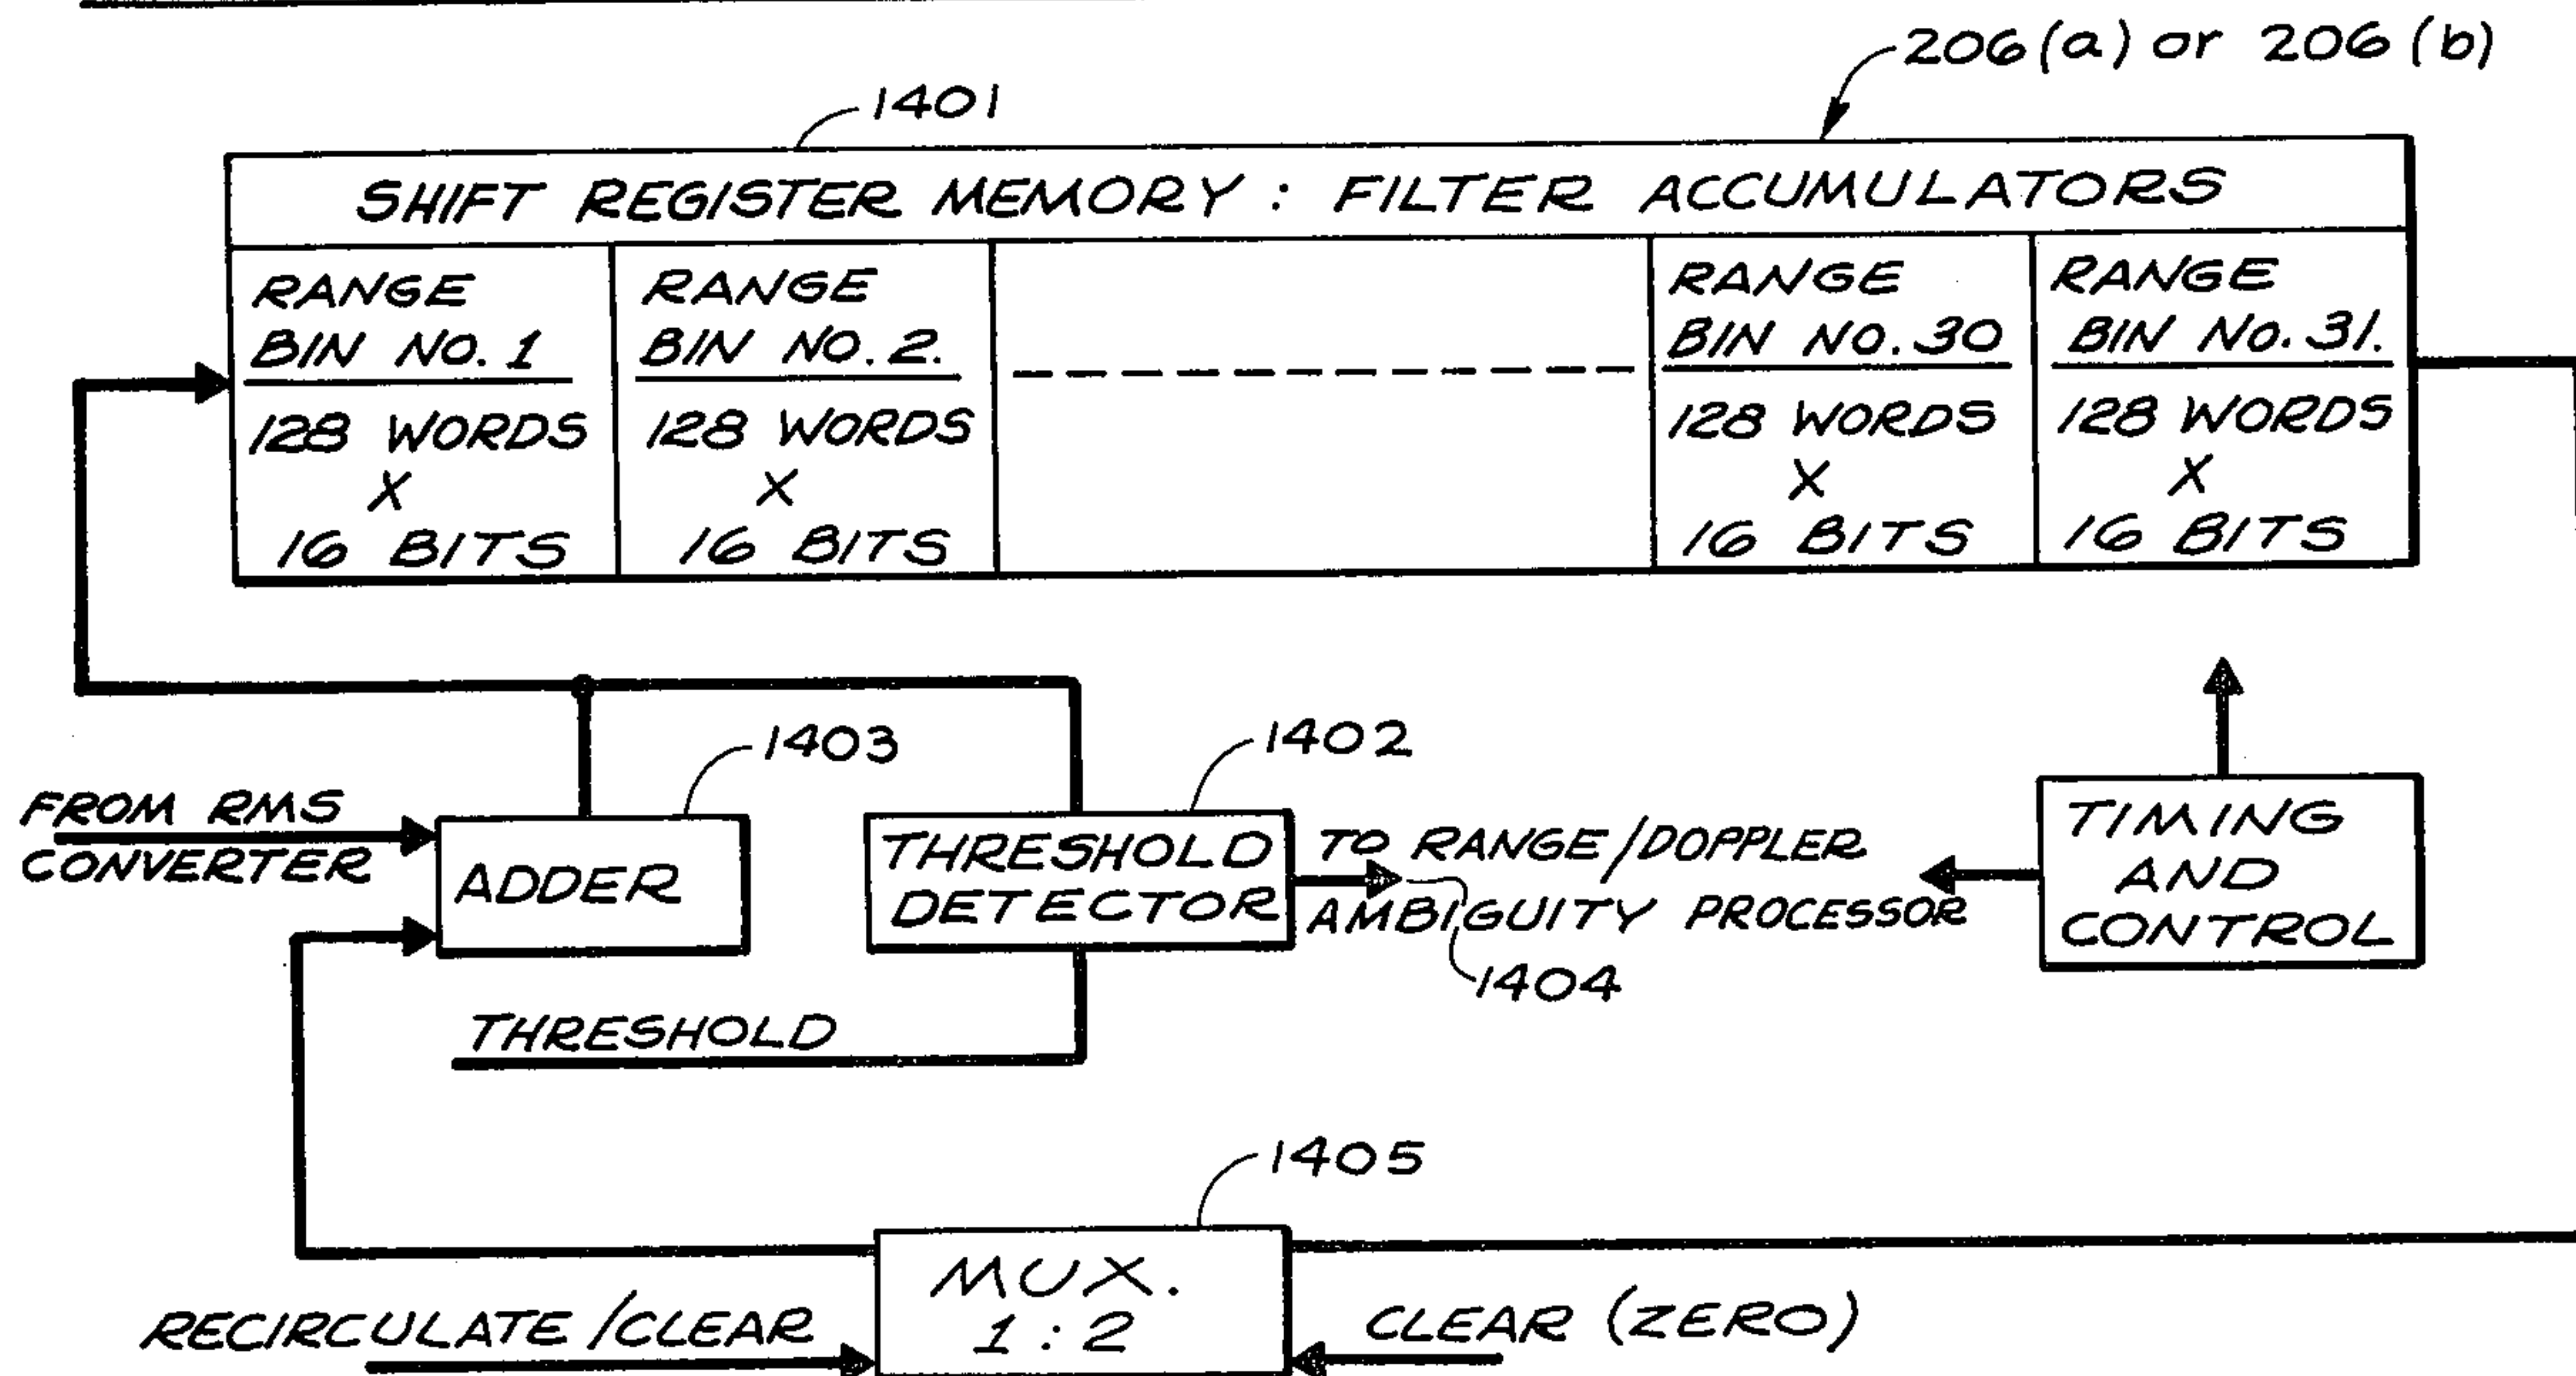 206 (a) or 206 (b)
1401
SHIFT REGISTER MEMORY : FILTER ACCUMULATORS
RANGE
BIN NO. 1
128 WORDS
X
16 BITS
RANGE
BIN NO. 2.
128 WORDS
X
16 BITS
RANGE
BIN NO. 30
128 WORDS
X
16 BITS
RANGE
BIN NO. 31.
128 WORDS
X
16 BITS
1403
1402
FROM RMS
CONVERTER
ADDER
THRESHOLD
DETECTOR
TO RANGE/DOPPLER
AMBIGUITY PROCESSOR
1404
TIMING
AND
CONTROL
THRESHOLD
1405
MUX.
1 : 2
RECIRCULATE /CLEAR
CLEAR (ZERO)